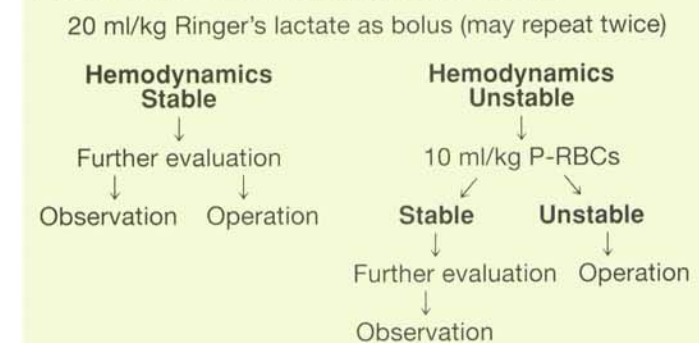 20 ml/kg Ringer's lactate as bolus (may repeat twice)
Hemodynamics Hemodynamics
Stable Unstable
↓ ↓
Further evaluation 10 ml/kg P-RBCs
↓ ↓ ↙ ↘
Observation Operation Stable Unstable
↓ ↓
Further evaluation Operation
↓
Observation